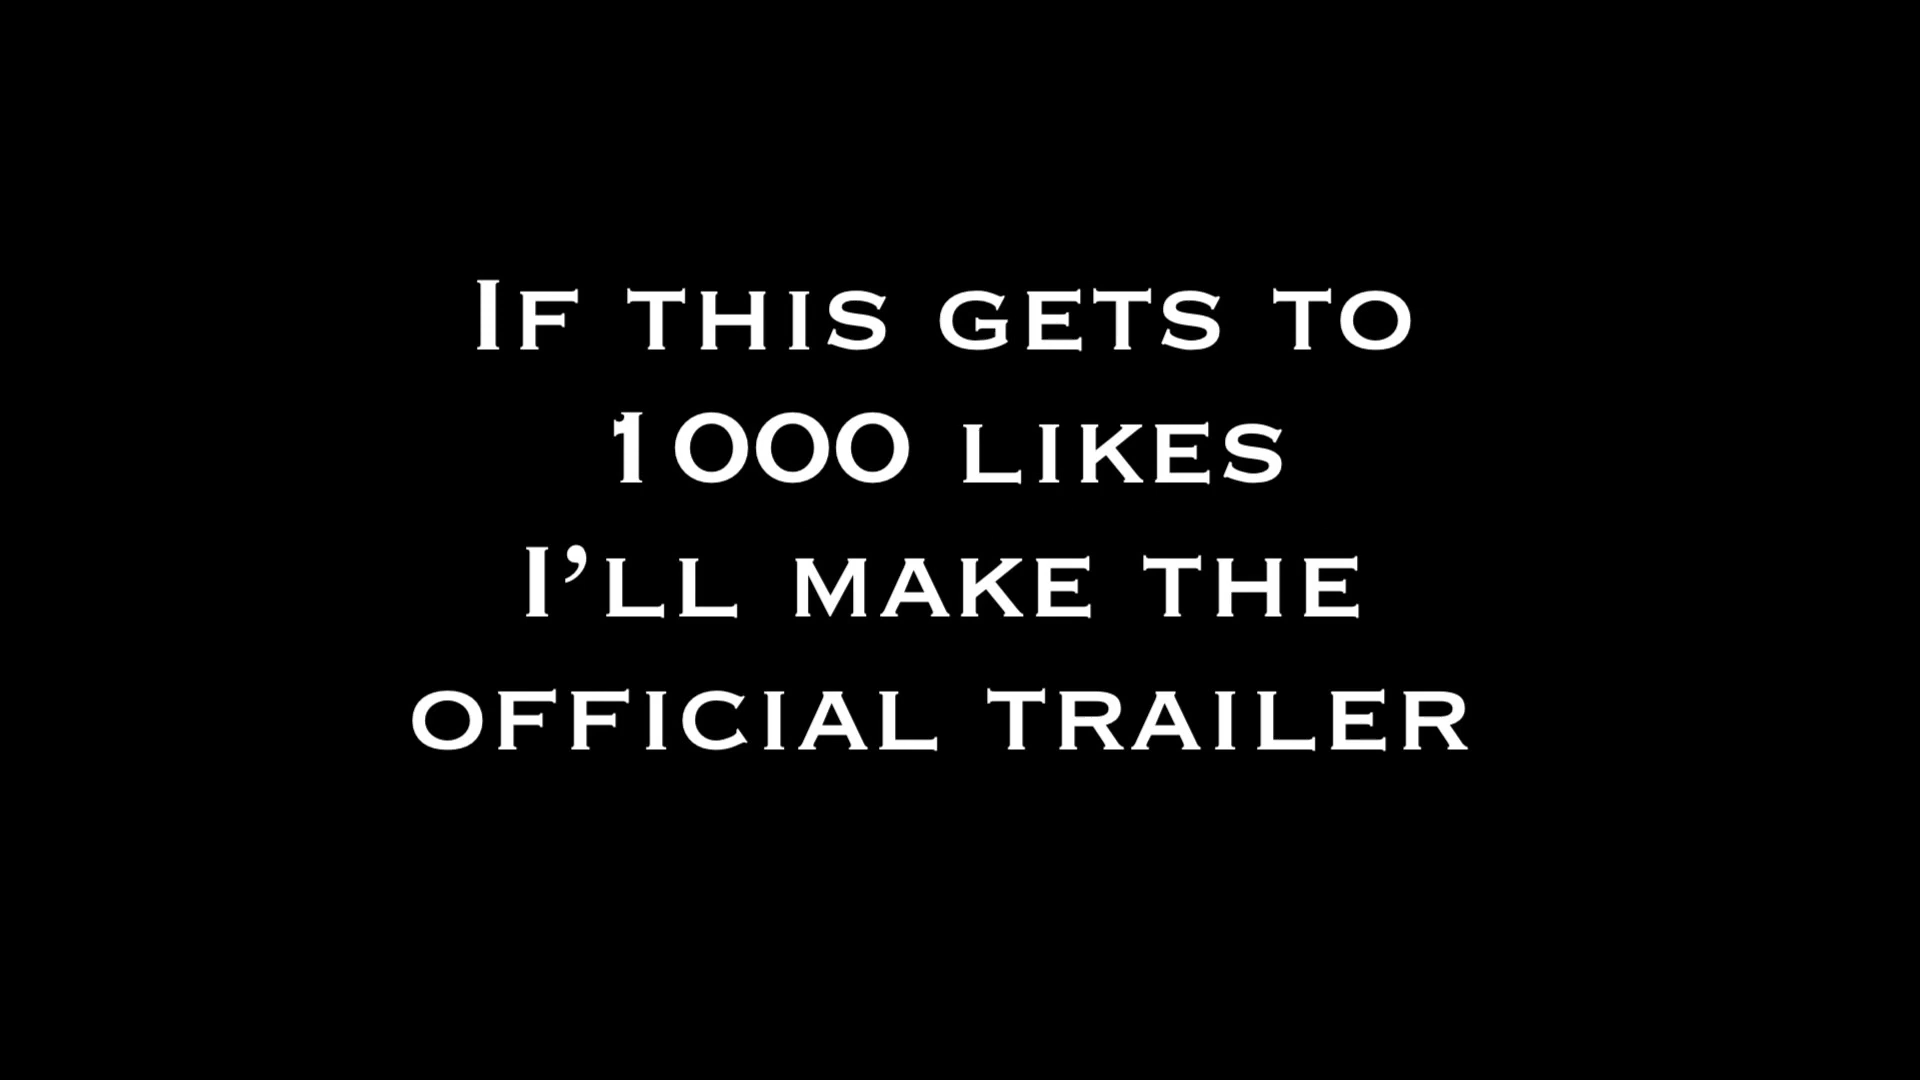 If this gets to
1000 likes
I’ll make the
official trailer